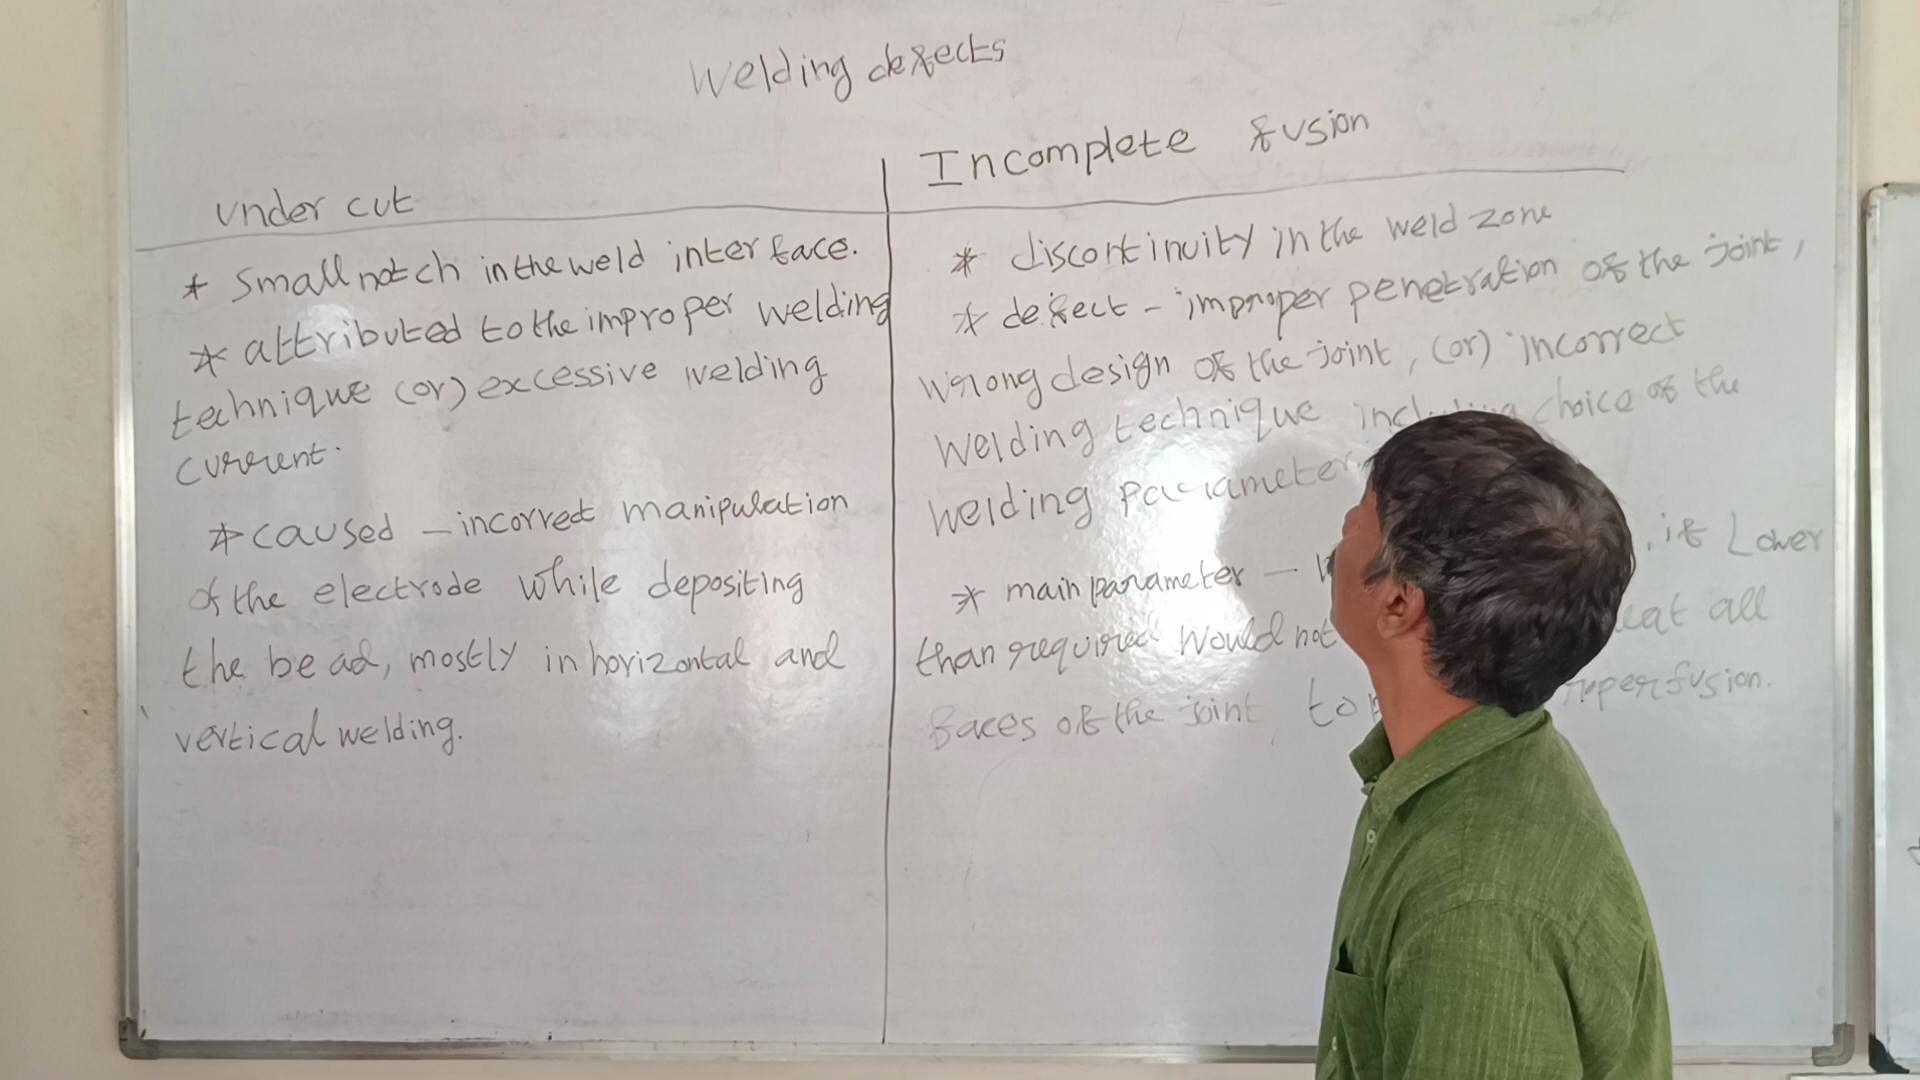 Welding defects
Under cut
* Small notch in the weld interface.
* attributed to the improper welding
technique (or) excessive welding
current.
* caused - incorrect manipulation
of the electrode while depositing
the bead, mostly in horizontal and
vertical welding.
Incomplete fusion
* discontinuity in the weld zone
* defect - improper penetration of the joint,
Wrong design of the joint, (or) incorrect
Welding technique including choice of the
Welding parameter
* main parameter - , if Lower
than required would not all
faces of the joint to fusion.